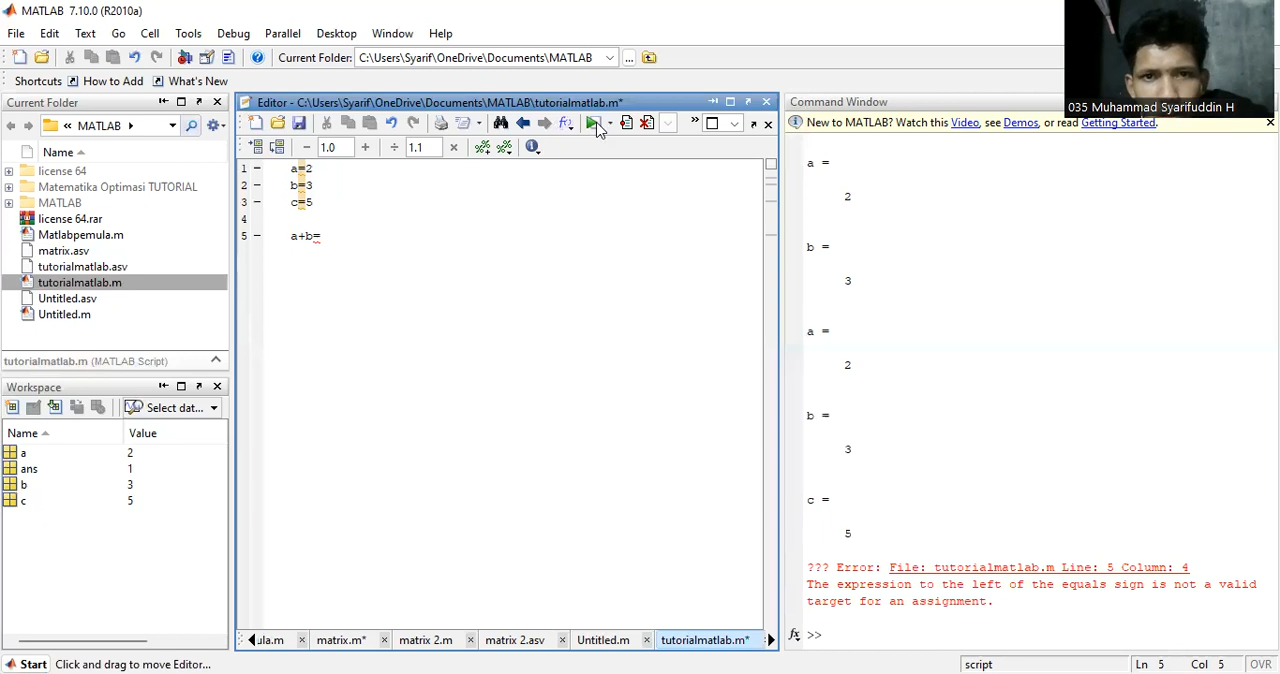 MATLAB 7.10.0 (R2010a)
File Edit Text Go Cell Tools Debug Parallel Desktop Window Help
Current Folder: C:\Users\Syarif\OneDrive\Documents\MATLAB ...
Shortcuts How to Add What's New
035 Muhammad Syarifuddin H
Current Folder
« MATLAB
Name
license 64
Matematika Optimasi TUTORIAL
MATLAB
license 64.rar
Matlabpemula.m
matrix.asv
tutorialmatlab.asv
tutorialmatlab.m
Untitled.asv
Untitled.m
tutorialmatlab.m (MATLAB Script)
Workspace
Select dat...
Name Value
a 2
ans 1
b 3
c 5
Editor - C:\Users\Syarif\OneDrive\Documents\MATLAB\tutorialmatlab.m*
− 1.0 + ÷ 1.1 ×
1 − a=2
2 − b=3
3 − c=5
4
5 − a+b=
ula.m matrix.m* matrix 2.m matrix 2.asv Untitled.m tutorialmatlab.m*
Command Window
New to MATLAB? Watch this Video, see Demos, or read Getting Started.
a =
2
b =
3
a =
2
b =
3
c =
5
??? Error: File: tutorialmatlab.m Line: 5 Column: 4
The expression to the left of the equals sign is not a valid
target for an assignment.
fx >>
Start Click and drag to move Editor... script Ln 5 Col 5 OVR